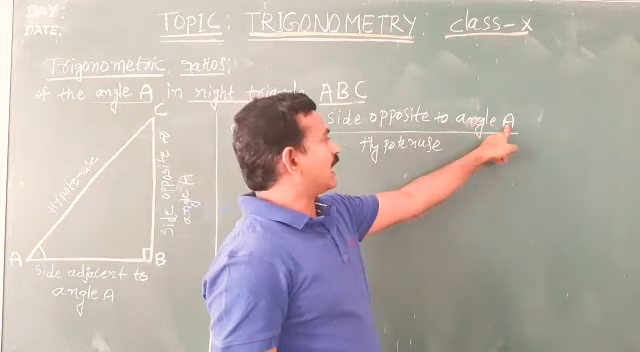 DAY:
DATE:
TOPIC: TRIGONOMETRY: class-x
Trigonometric ratios;
of the angle A in right triangle ABC
side opposite to angle A
Hypotenuse
C
Hypotenuse
side opposite to
angle A
A
B
side adjacent to
angle A